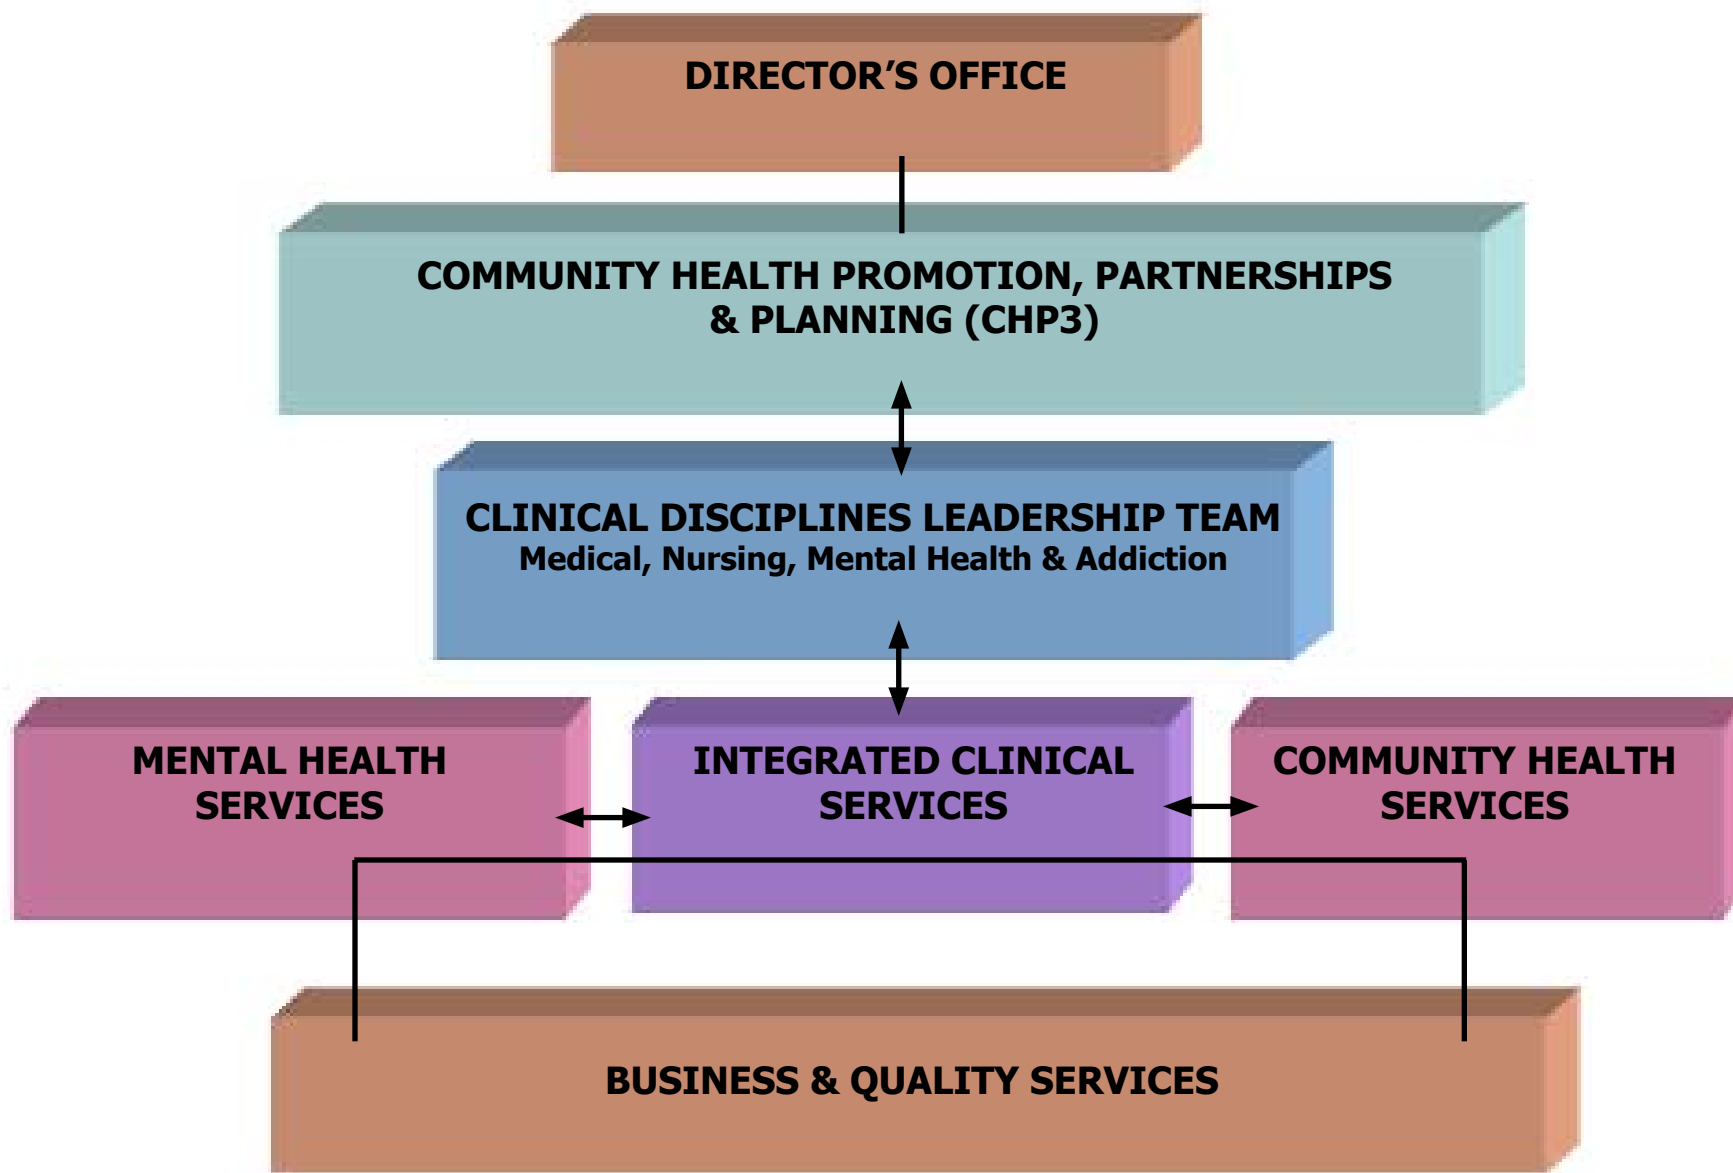 DIRECTOR’S OFFICE
COMMUNITY HEALTH PROMOTION, PARTNERSHIPS
& PLANNING (CHP3)
CLINICAL DISCIPLINES LEADERSHIP TEAM
Medical, Nursing, Mental Health & Addiction
MENTAL HEALTH
SERVICES
INTEGRATED CLINICAL
SERVICES
COMMUNITY HEALTH
SERVICES
BUSINESS & QUALITY SERVICES